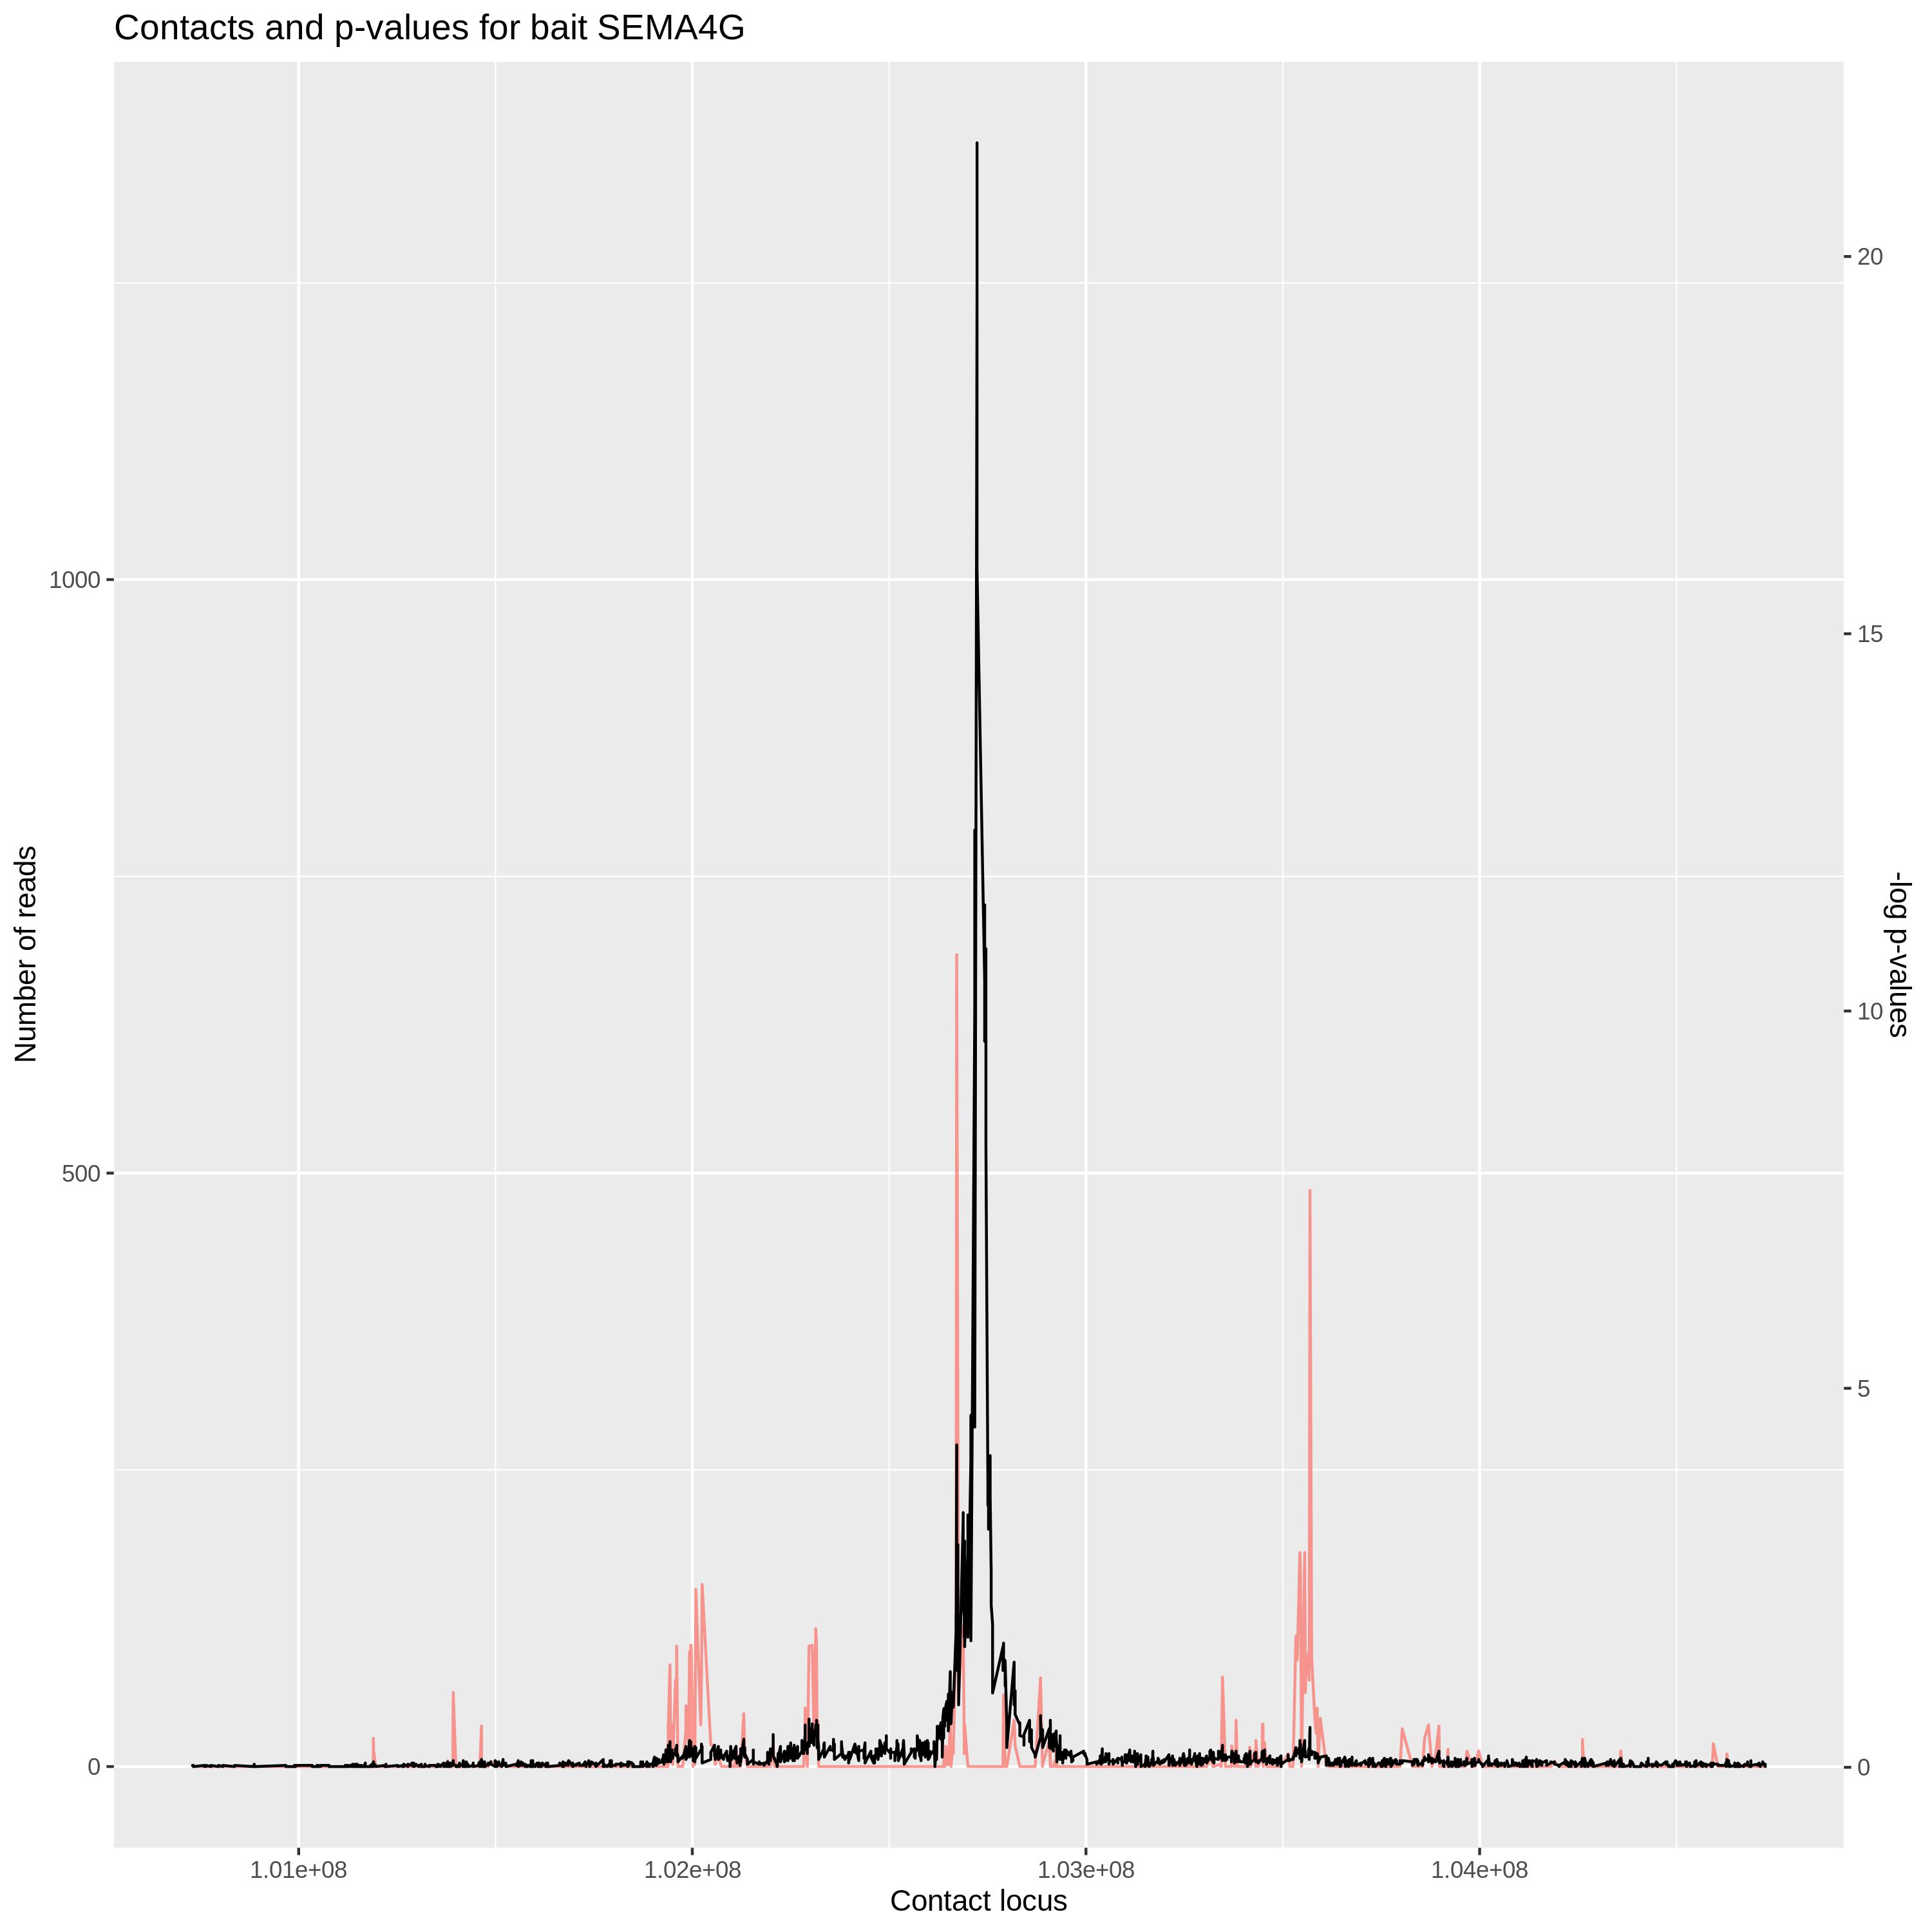 Contacts and p-values for bait SEMA4G
Number of reads
1000
500
0
20
15
10
5
0
-log p-values
1.01e+08
1.02e+08
1.03e+08
1.04e+08
Contact locus